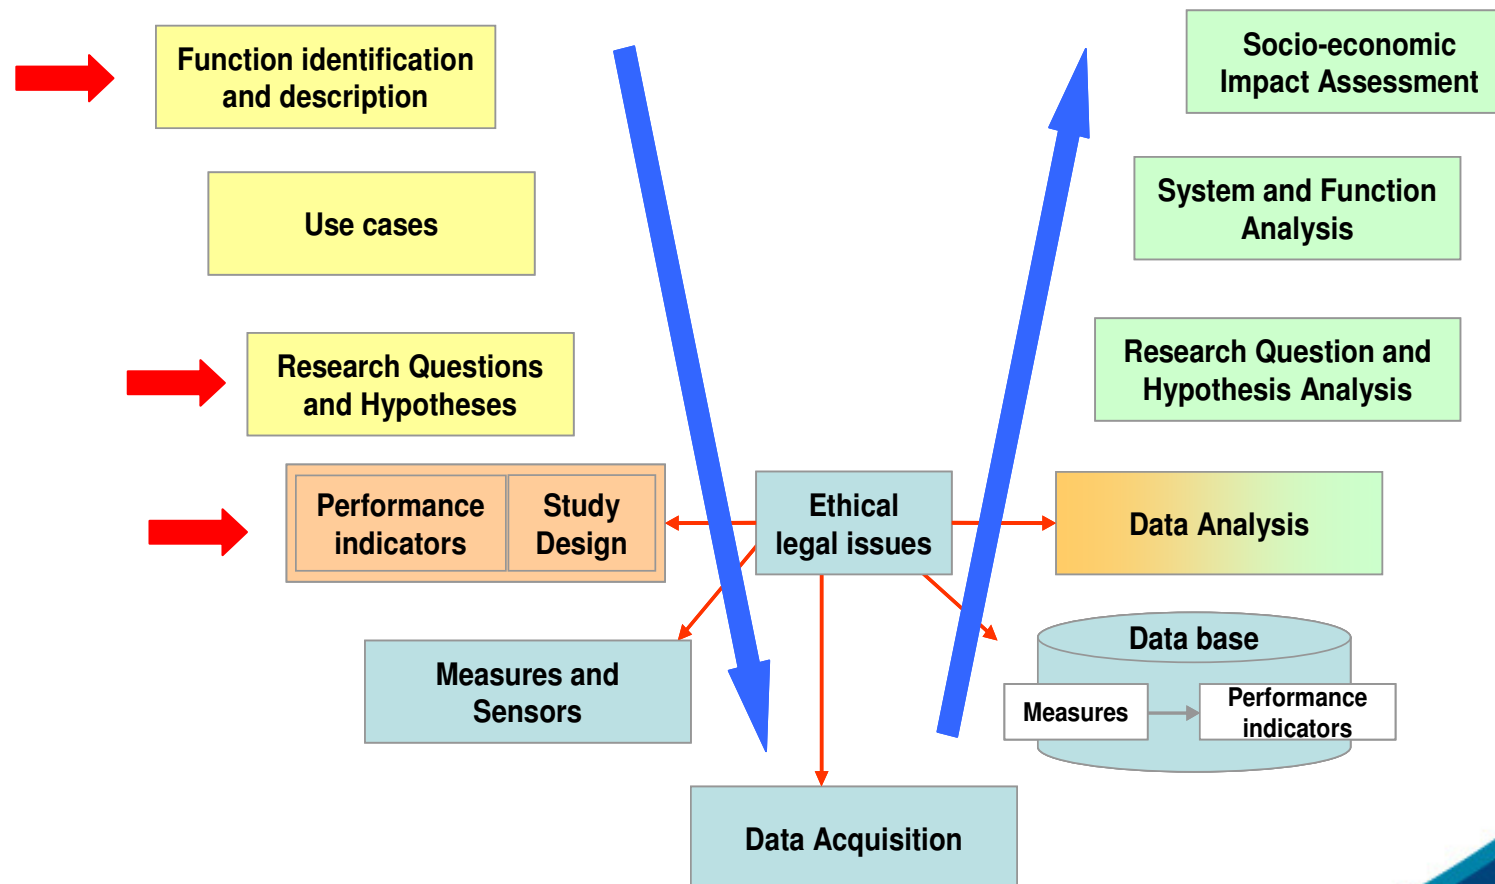 Function identification
and description
Socio-economic
Impact Assessment
Use cases
System and Function
Analysis
Research Questions
and Hypotheses
Research Question and
Hypothesis Analysis
Performance
indicators
Study
Design
Ethical
legal issues
Data Analysis
Measures and
Sensors
Data base
Measures
Performance
indicators
Data Acquisition